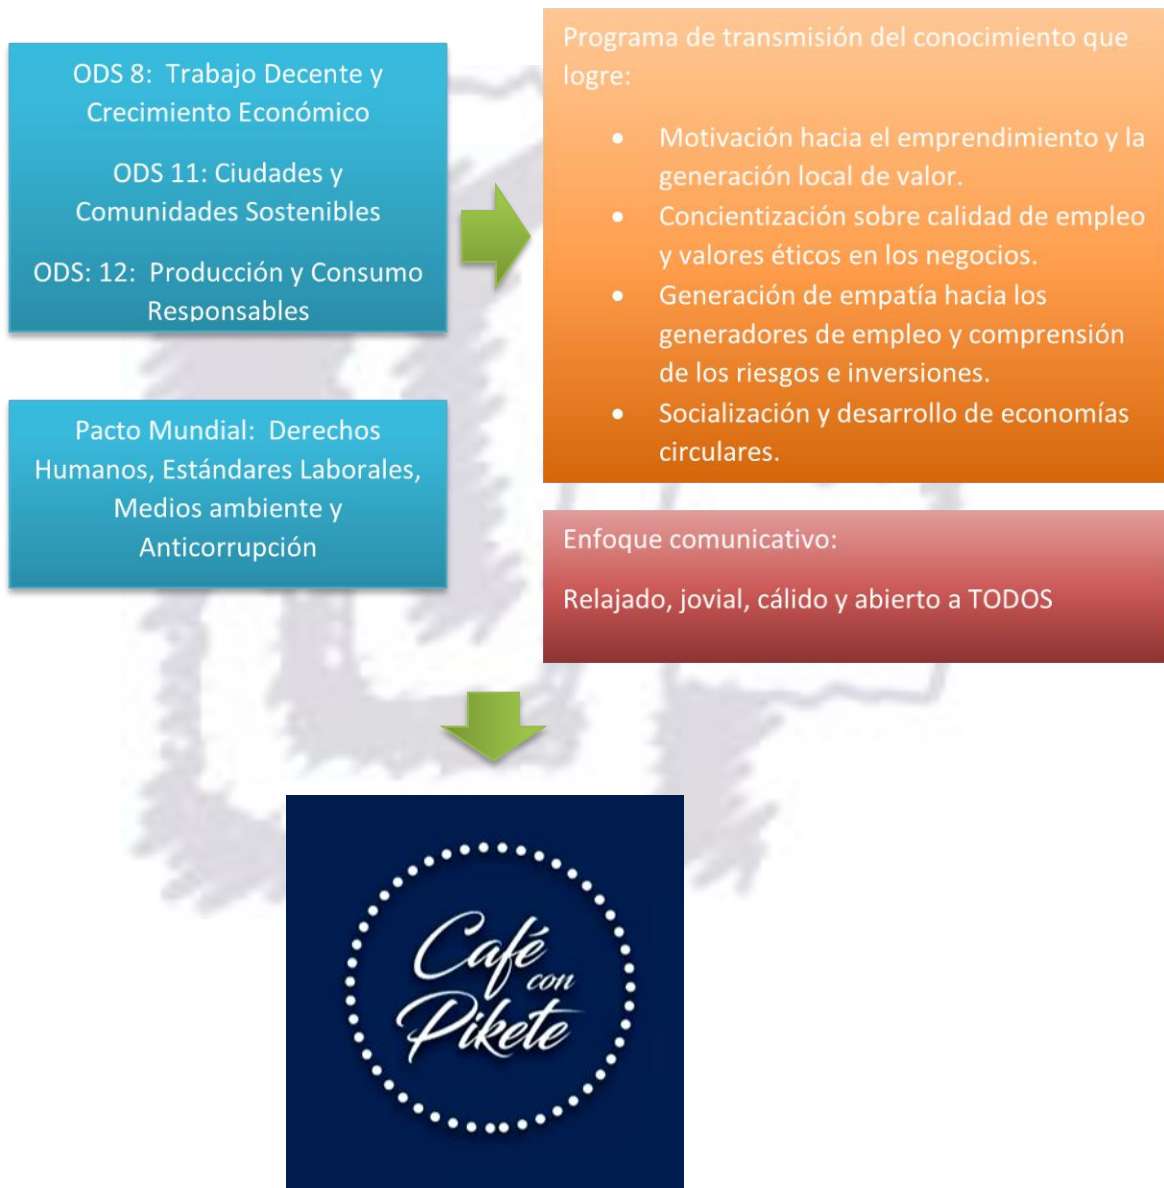 ODS 8:  Trabajo Decente y
Crecimiento Económico
ODS 11: Ciudades y
Comunidades Sostenibles
ODS: 12:  Producción y Consumo
Responsables
Pacto Mundial:  Derechos
Humanos, Estándares Laborales,
Medios ambiente y
Anticorrupción
Programa de transmisión del conocimiento que
logre:
• Motivación hacia el emprendimiento y la
generación local de valor.
• Concientización sobre calidad de empleo
y valores éticos en los negocios.
• Generación de empatía hacia los
generadores de empleo y comprensión
de los riesgos e inversiones.
• Socialización y desarrollo de economías
circulares.
Enfoque comunicativo:
Relajado, jovial, cálido y abierto a TODOS
Café
con
Pikete